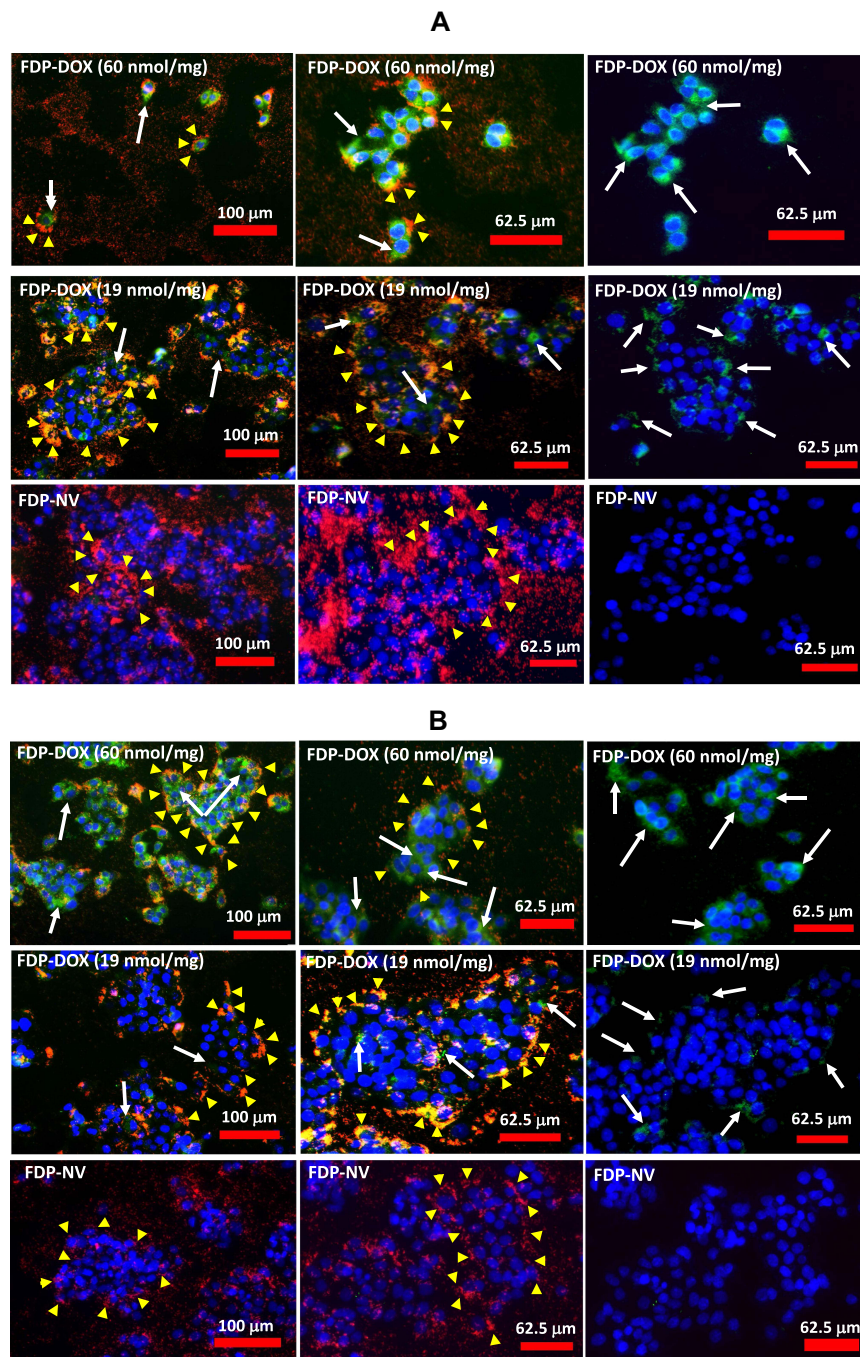 A
FDP-DOX (60 nmol/mg)
FDP-DOX (60 nmol/mg)
FDP-DOX (60 nmol/mg)
100 μm
62.5 μm
62.5 μm
FDP-DOX (19 nmol/mg)
FDP-DOX (19 nmol/mg)
FDP-DOX (19 nmol/mg)
100 μm
62.5 μm
62.5 μm
FDP-NV
FDP-NV
FDP-NV
100 μm
62.5 μm
62.5 μm
B
FDP-DOX (60 nmol/mg)
FDP-DOX (60 nmol/mg)
FDP-DOX (60 nmol/mg)
100 μm
62.5 μm
62.5 μm
FDP-DOX (19 nmol/mg)
FDP-DOX (19 nmol/mg)
FDP-DOX (19 nmol/mg)
100 μm
62.5 μm
62.5 μm
FDP-NV
FDP-NV
FDP-NV
100 μm
62.5 μm
62.5 μm